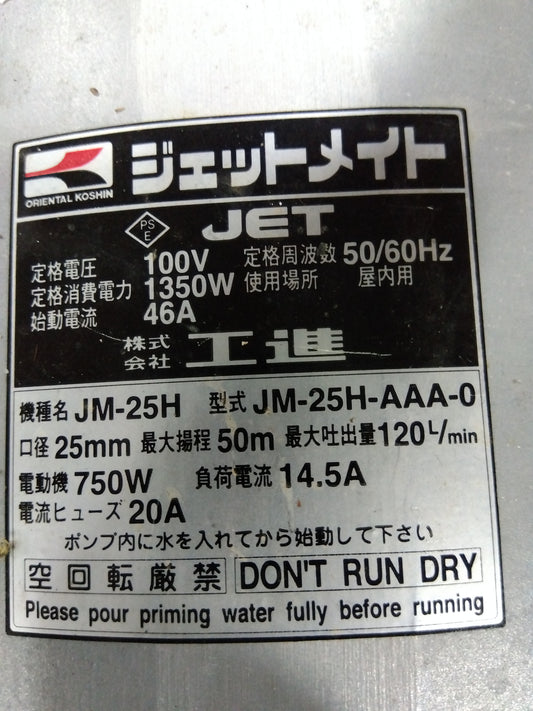 ORIENTAL KOSHIN
ジェットメイト
PS
E
JET
定格電圧 100V 定格周波数 50/60Hz
定格消費電力 1350W 使用場所 屋内用
始動電流 46A
株式
会社 工進
機種名 JM-25H 型式 JM-25H-AAA-0
口径 25mm 最大揚程 50m 最大吐出量 120L/min
電動機 750W 負荷電流 14.5A
電流ヒューズ 20A
ポンプ内に水を入れてから始動して下さい
空回転厳禁 DON'T RUN DRY
Please pour priming water fully before running